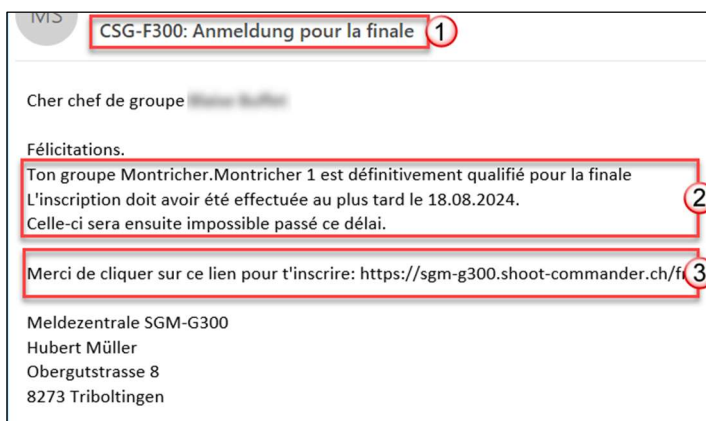 MS
CSG-F300: Anmeldung pour la finale
1
Cher chef de groupe
Félicitations.
Ton groupe Montricher.Montricher 1 est définitivement qualifié pour la finale
L'inscription doit avoir été effectuée au plus tard le 18.08.2024.
2
Celle-ci sera ensuite impossible passé ce délai.
Merci de cliquer sur ce lien pour t'inscrire: https://sgm-g300.shoot-commander.ch/f
3
Meldezentrale SGM-G300
Hubert Müller
Obergutstrasse 8
8273 Triboltingen